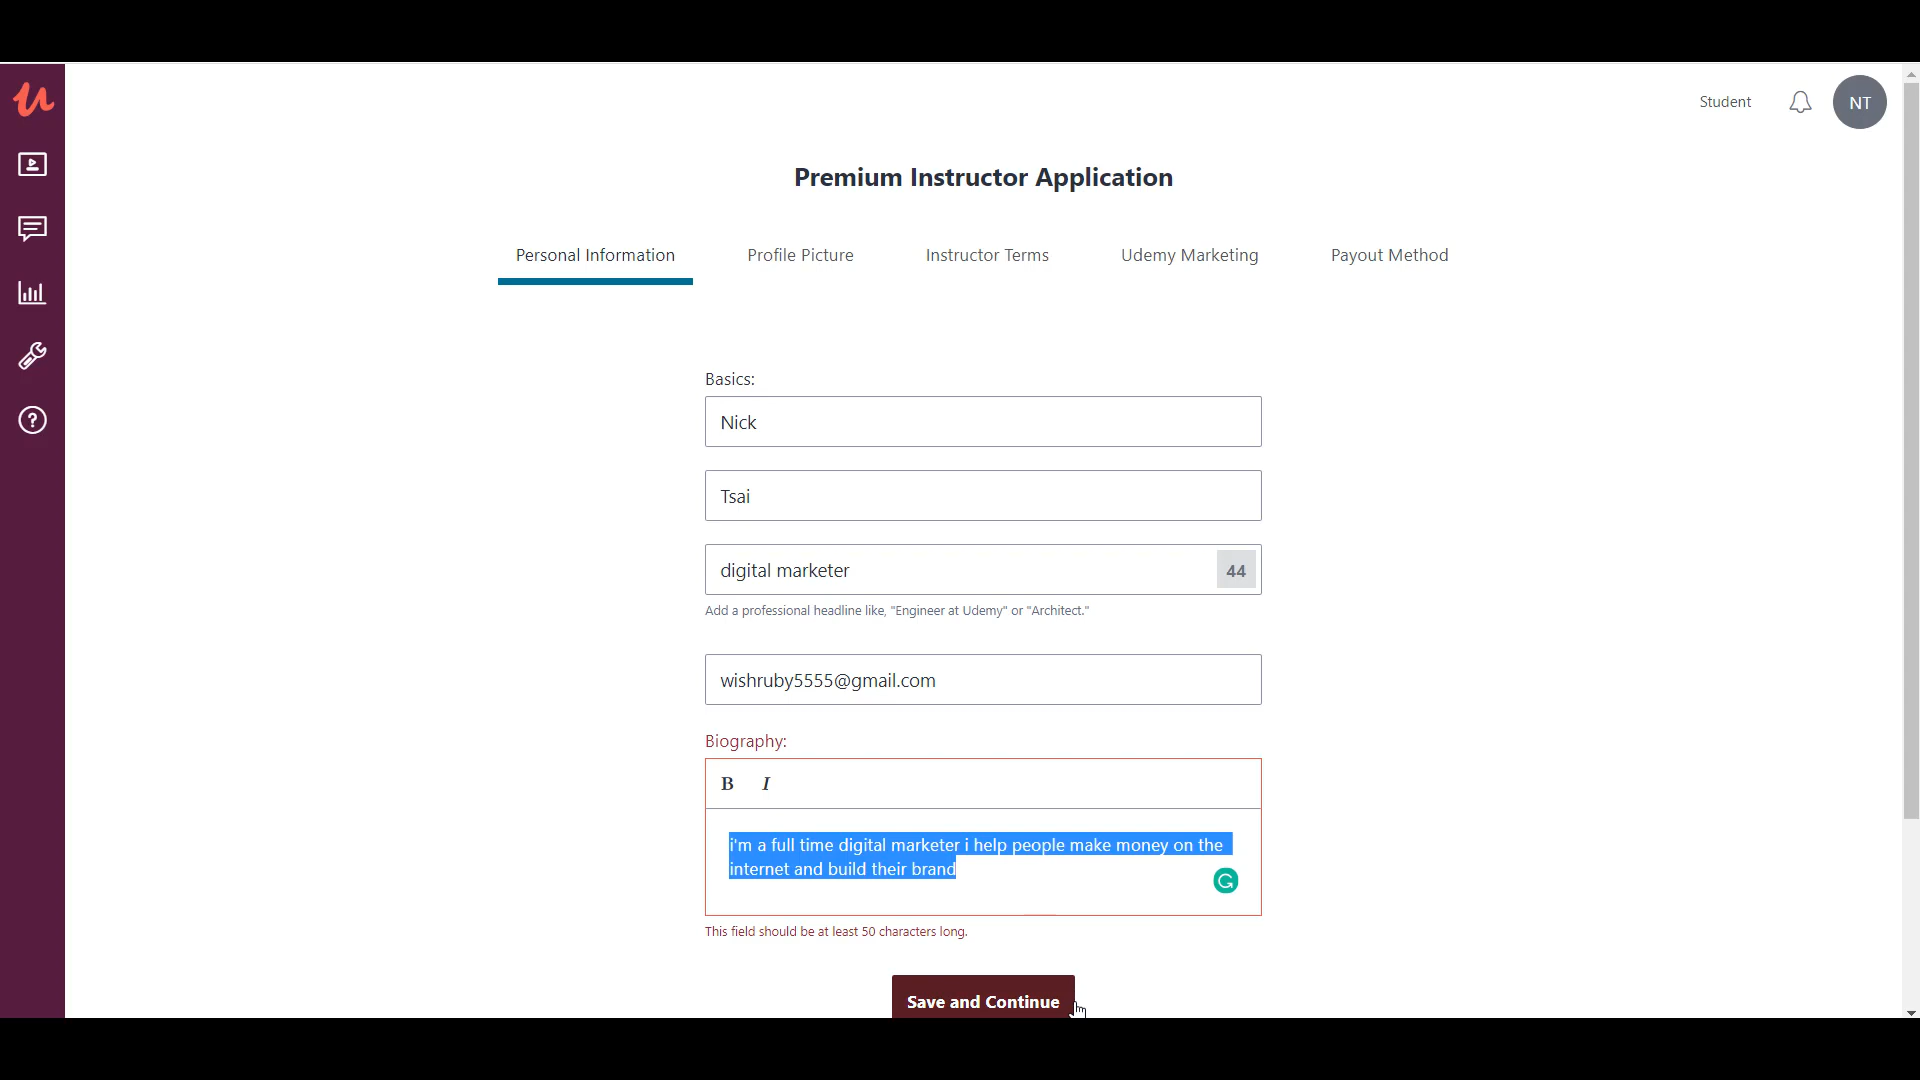 Student
NT
Premium Instructor Application
Personal Information
Profile Picture
Instructor Terms
Udemy Marketing
Payout Method
Basics:
Nick
Tsai
digital marketer
44
Add a professional headline like, "Engineer at Udemy" or "Architect."
wishruby5555@gmail.com
Biography:
B I
i'm a full time digital marketer i help people make money on the
internet and build their brand
This field should be at least 50 characters long.
Save and Continue